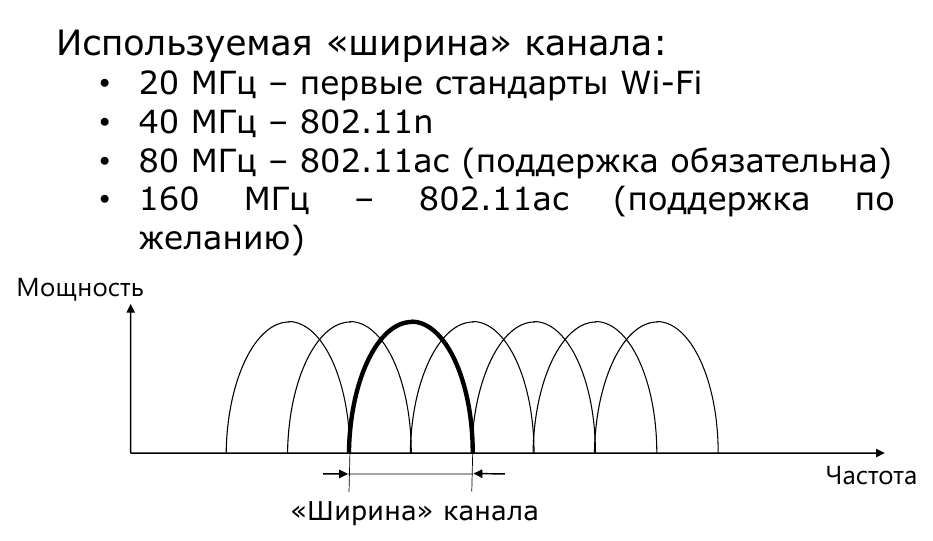 Используемая «ширина» канала:
• 20 МГц – первые стандарты Wi-Fi
• 40 МГц – 802.11n
• 80 МГц – 802.11ac (поддержка обязательна)
• 160 МГц – 802.11ac (поддержка по
желанию)
Мощность
Частота
«Ширина» канала